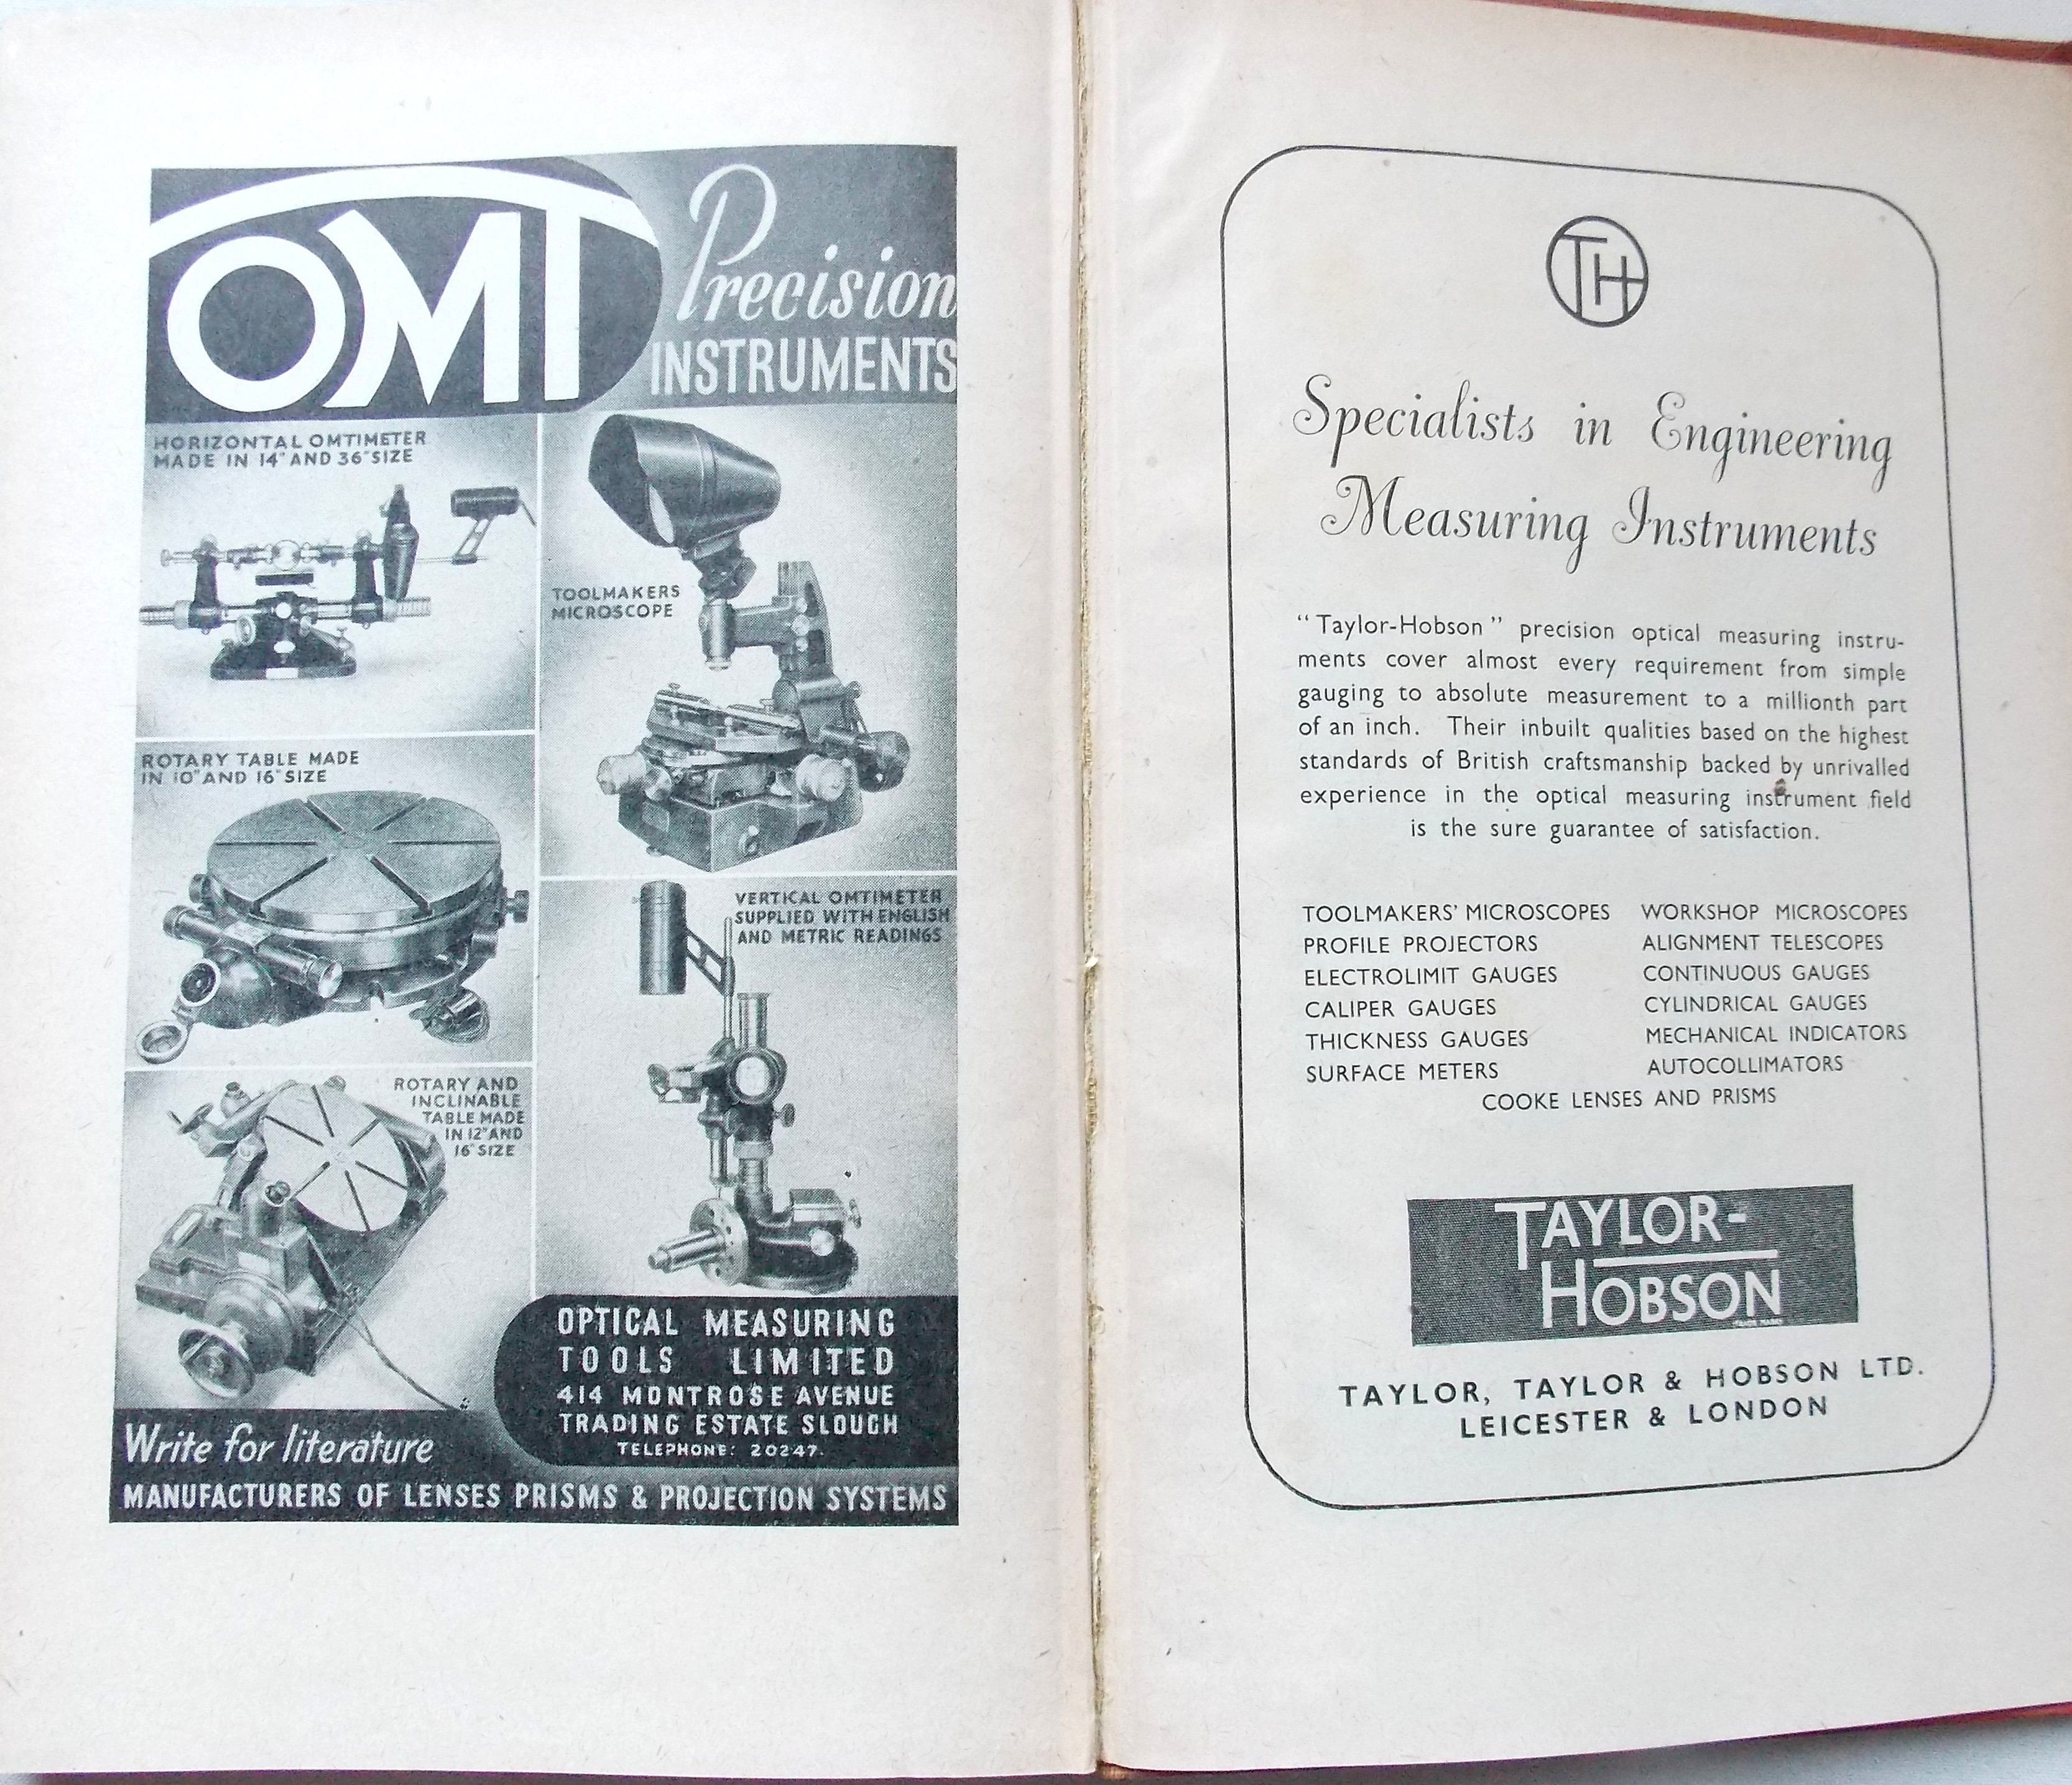 OMT
Precision
INSTRUMENTS
HORIZONTAL OMTIMETER
MADE IN 14" AND 36" SIZE
TOOLMAKERS
MICROSCOPE
ROTARY TABLE MADE
IN 10" AND 16" SIZE
VERTICAL OMTIMETER
SUPPLIED WITH ENGLISH
AND METRIC READINGS
ROTARY AND
INCLINABLE
TABLE MADE
IN 12" AND
16" SIZE
OPTICAL MEASURING
TOOLS LIMITED
414 MONTROSE AVENUE
TRADING ESTATE SLOUGH
TELEPHONE: 20247.
Write for literature
MANUFACTURERS OF LENSES PRISMS & PROJECTION SYSTEMS
TH
Specialists in Engineering
Measuring Instruments
"Taylor-Hobson" precision optical measuring instru-
ments cover almost every requirement from simple
gauging to absolute measurement to a millionth part
of an inch. Their inbuilt qualities based on the highest
standards of British craftsmanship backed by unrivalled
experience in the optical measuring instrument field
is the sure guarantee of satisfaction.
TOOLMAKERS' MICROSCOPES WORKSHOP MICROSCOPES
PROFILE PROJECTORS ALIGNMENT TELESCOPES
ELECTROLIMIT GAUGES CONTINUOUS GAUGES
CALIPER GAUGES CYLINDRICAL GAUGES
THICKNESS GAUGES MECHANICAL INDICATORS
SURFACE METERS AUTOCOLLIMATORS
COOKE LENSES AND PRISMS
TAYLOR-
HOBSON
TRADE MARK
TAYLOR, TAYLOR & HOBSON LTD.
LEICESTER & LONDON